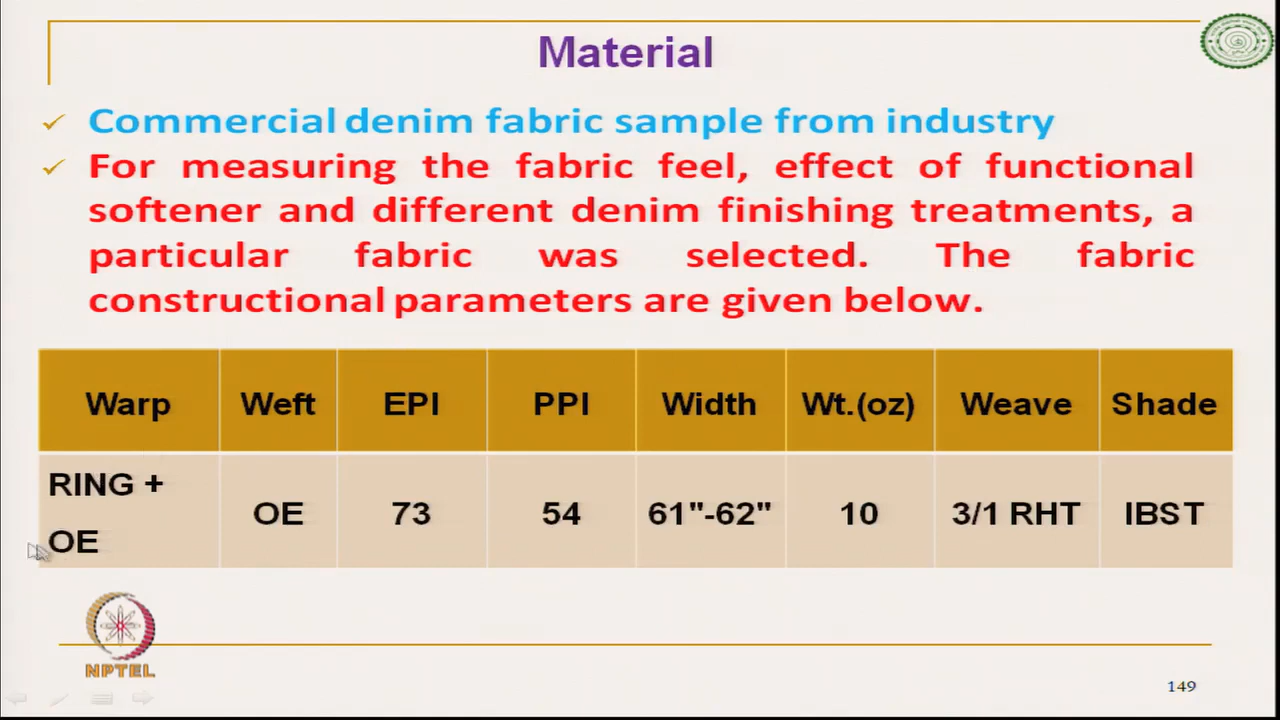 Material
Commercial denim fabric sample from industry
For measuring the fabric feel, effect of functional
softener and different denim finishing treatments, a
particular fabric was selected. The fabric
constructional parameters are given below.
Warp Weft EPI PPI Width Wt.(oz) Weave Shade
RING +
OE OE 73 54 61"-62" 10 3/1 RHT IBST
NPTEL
149